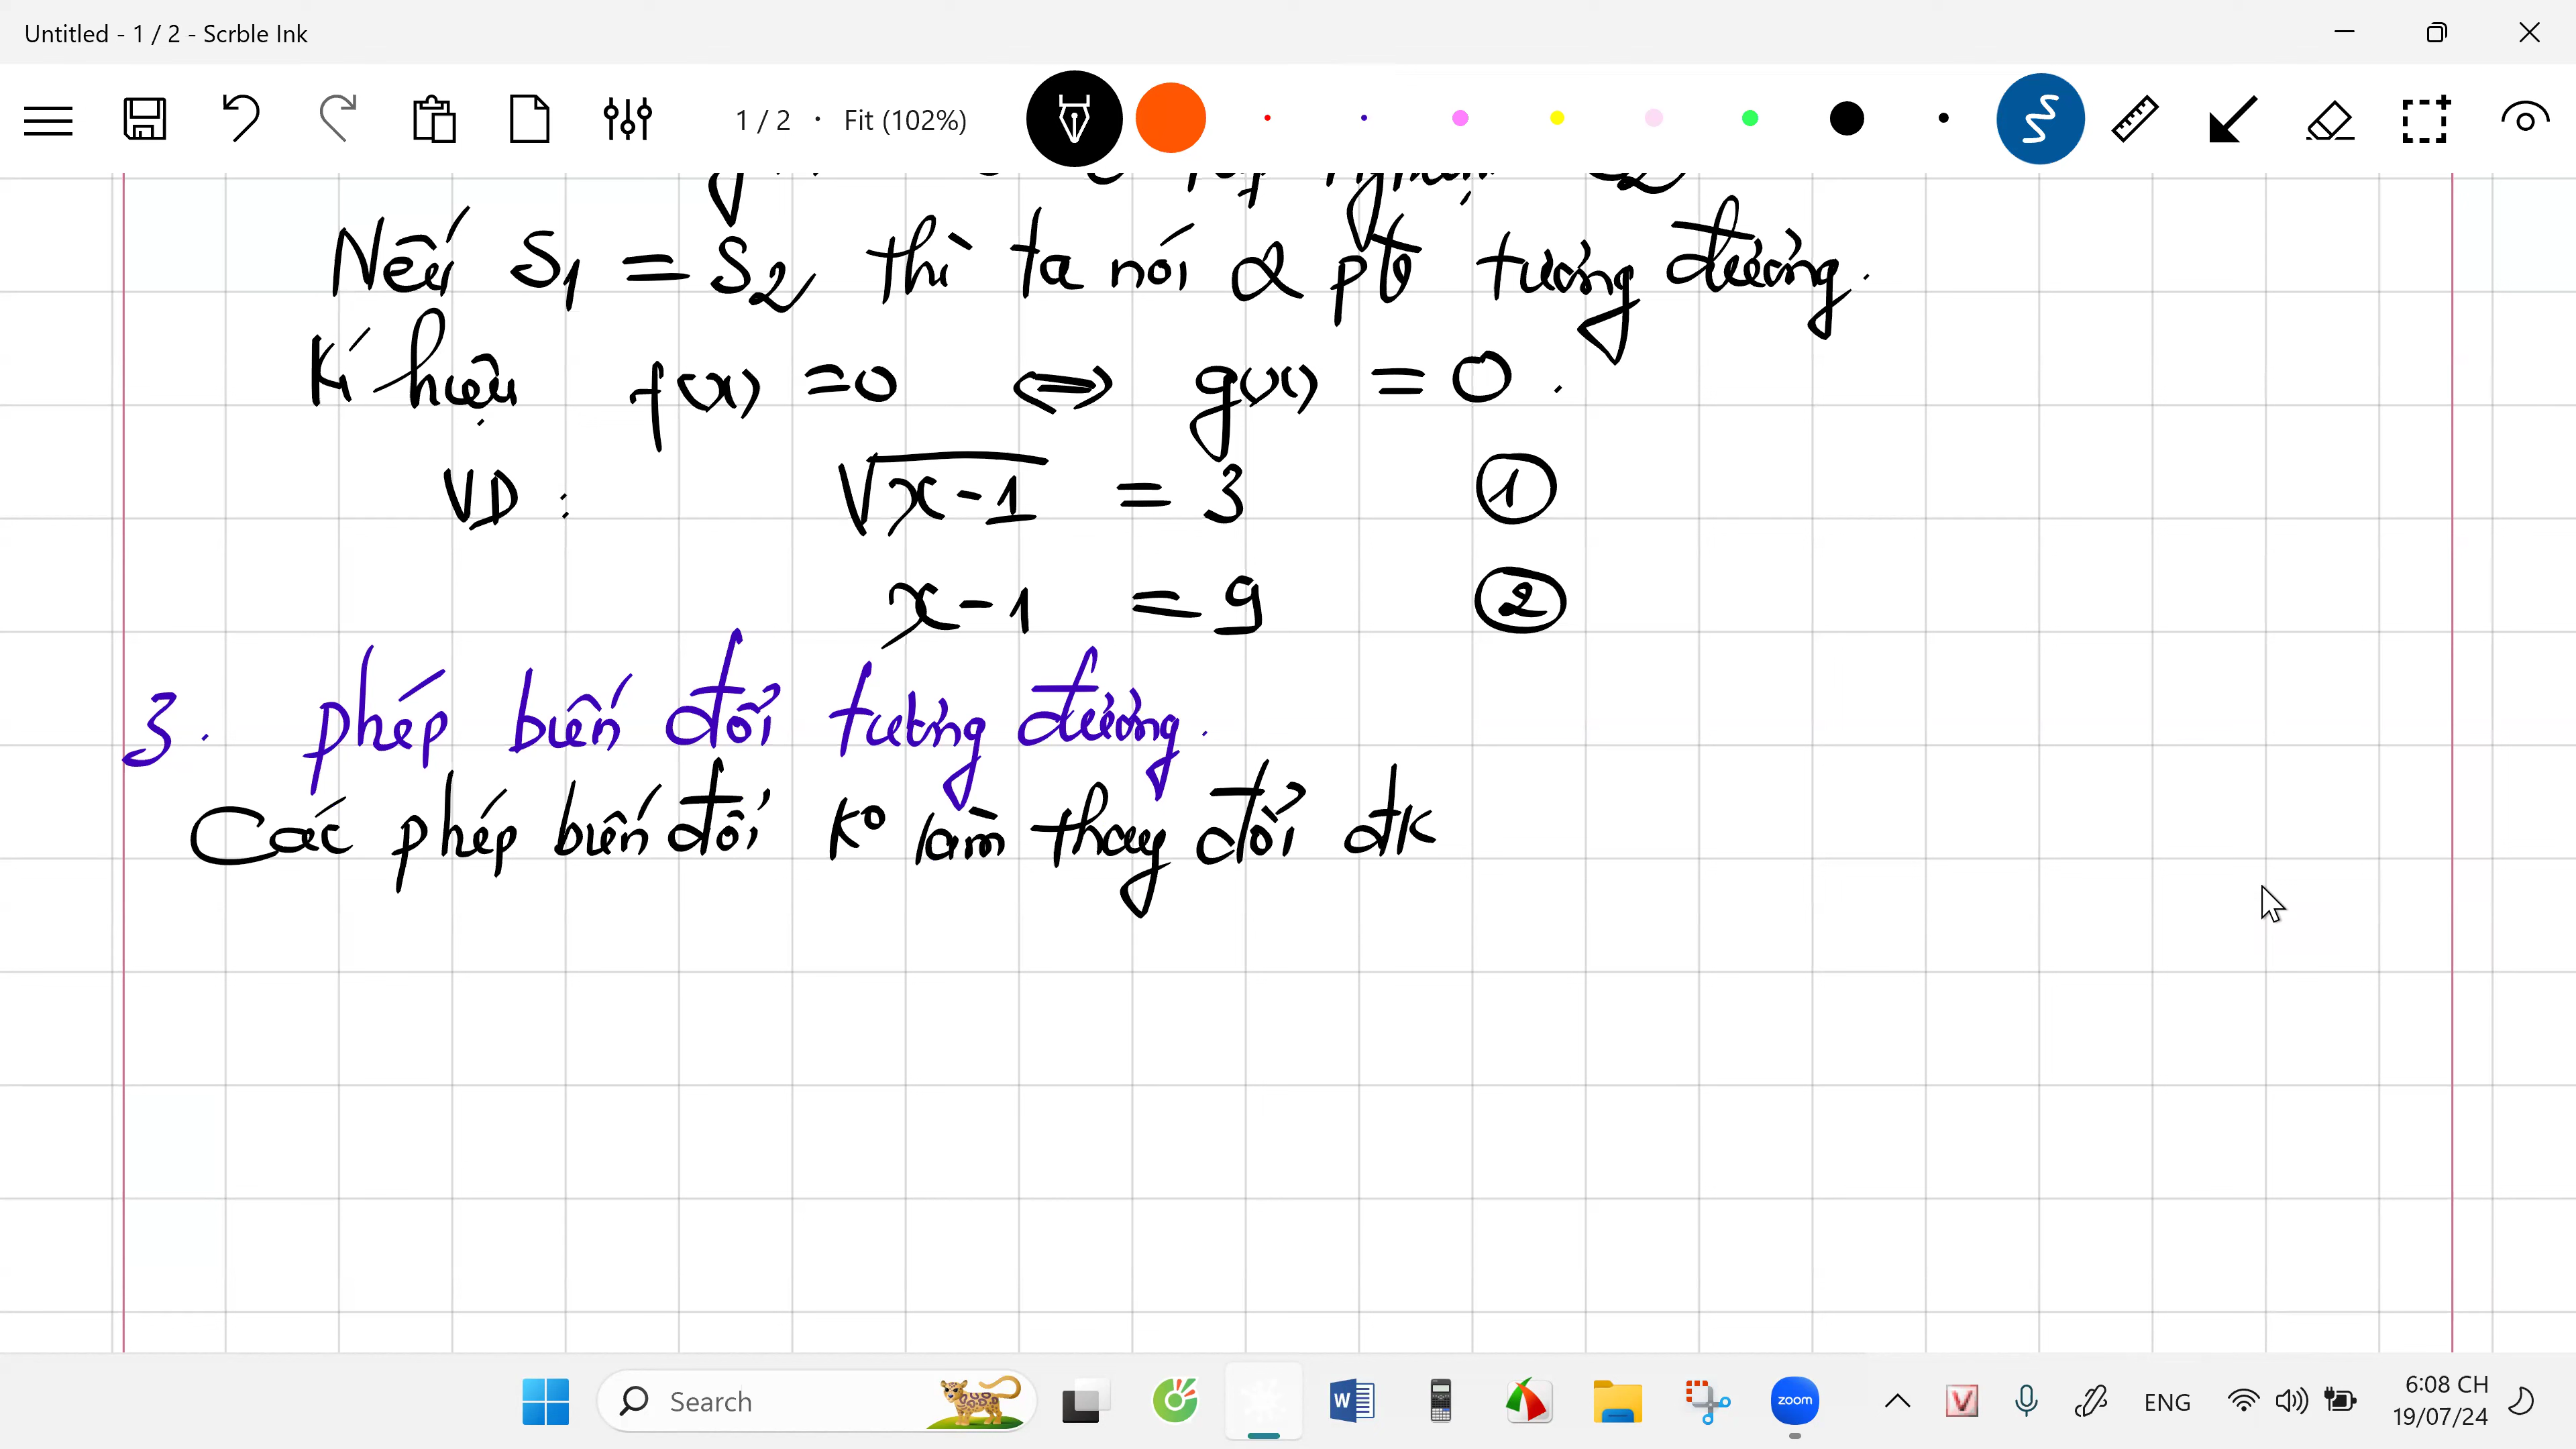 Untitled - 1 / 2 - Scrble Ink
1 / 2 · Fit (102%)
Nếu S1 = S2 thì ta nói 2 pt tương đương.
Kí hiệu f(x) = 0 ⇔ g(x) = 0.
VD : √x-1 = 3 ①
x-1 = 9 ②
3. phép biến đổi tương đương.
Các phép biến đổi ko làm thay đổi đk
Search
W
zoom
V
ENG
6:08 CH
19/07/24